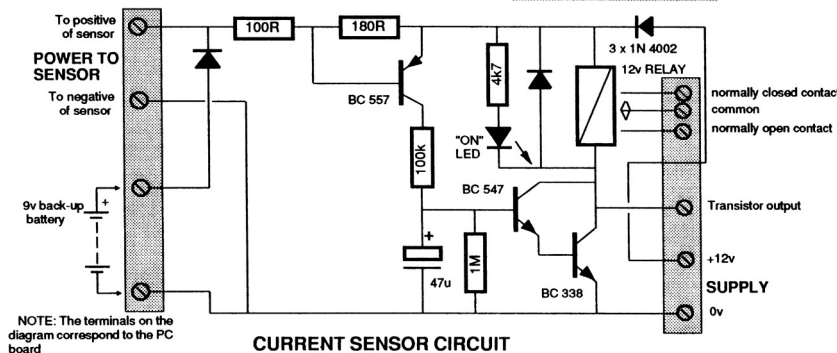 To positive
of sensor
100R
180R
3 x 1N 4002
POWER TO
SENSOR
12v RELAY
4k7
To negative
of sensor
BC 557
normally closed contact
common
normally open contact
"ON"
LED
100k
BC 547
9v back-up
battery
+
Transistor output
+
47u
1M
BC 338
+12v
SUPPLY
0v
NOTE: The terminals on the
diagram correspond to the PC
board
CURRENT SENSOR CIRCUIT